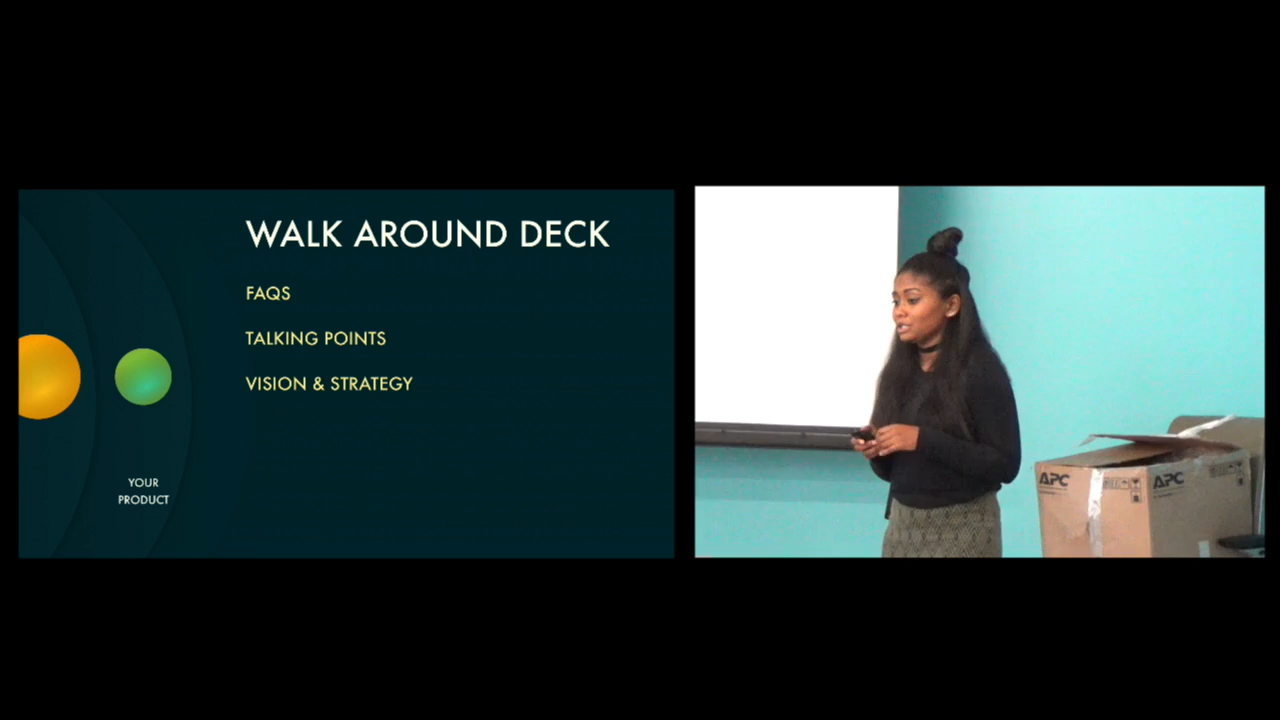 WALK AROUND DECK
FAQS
TALKING POINTS
VISION & STRATEGY
YOUR
PRODUCT
APC
APC